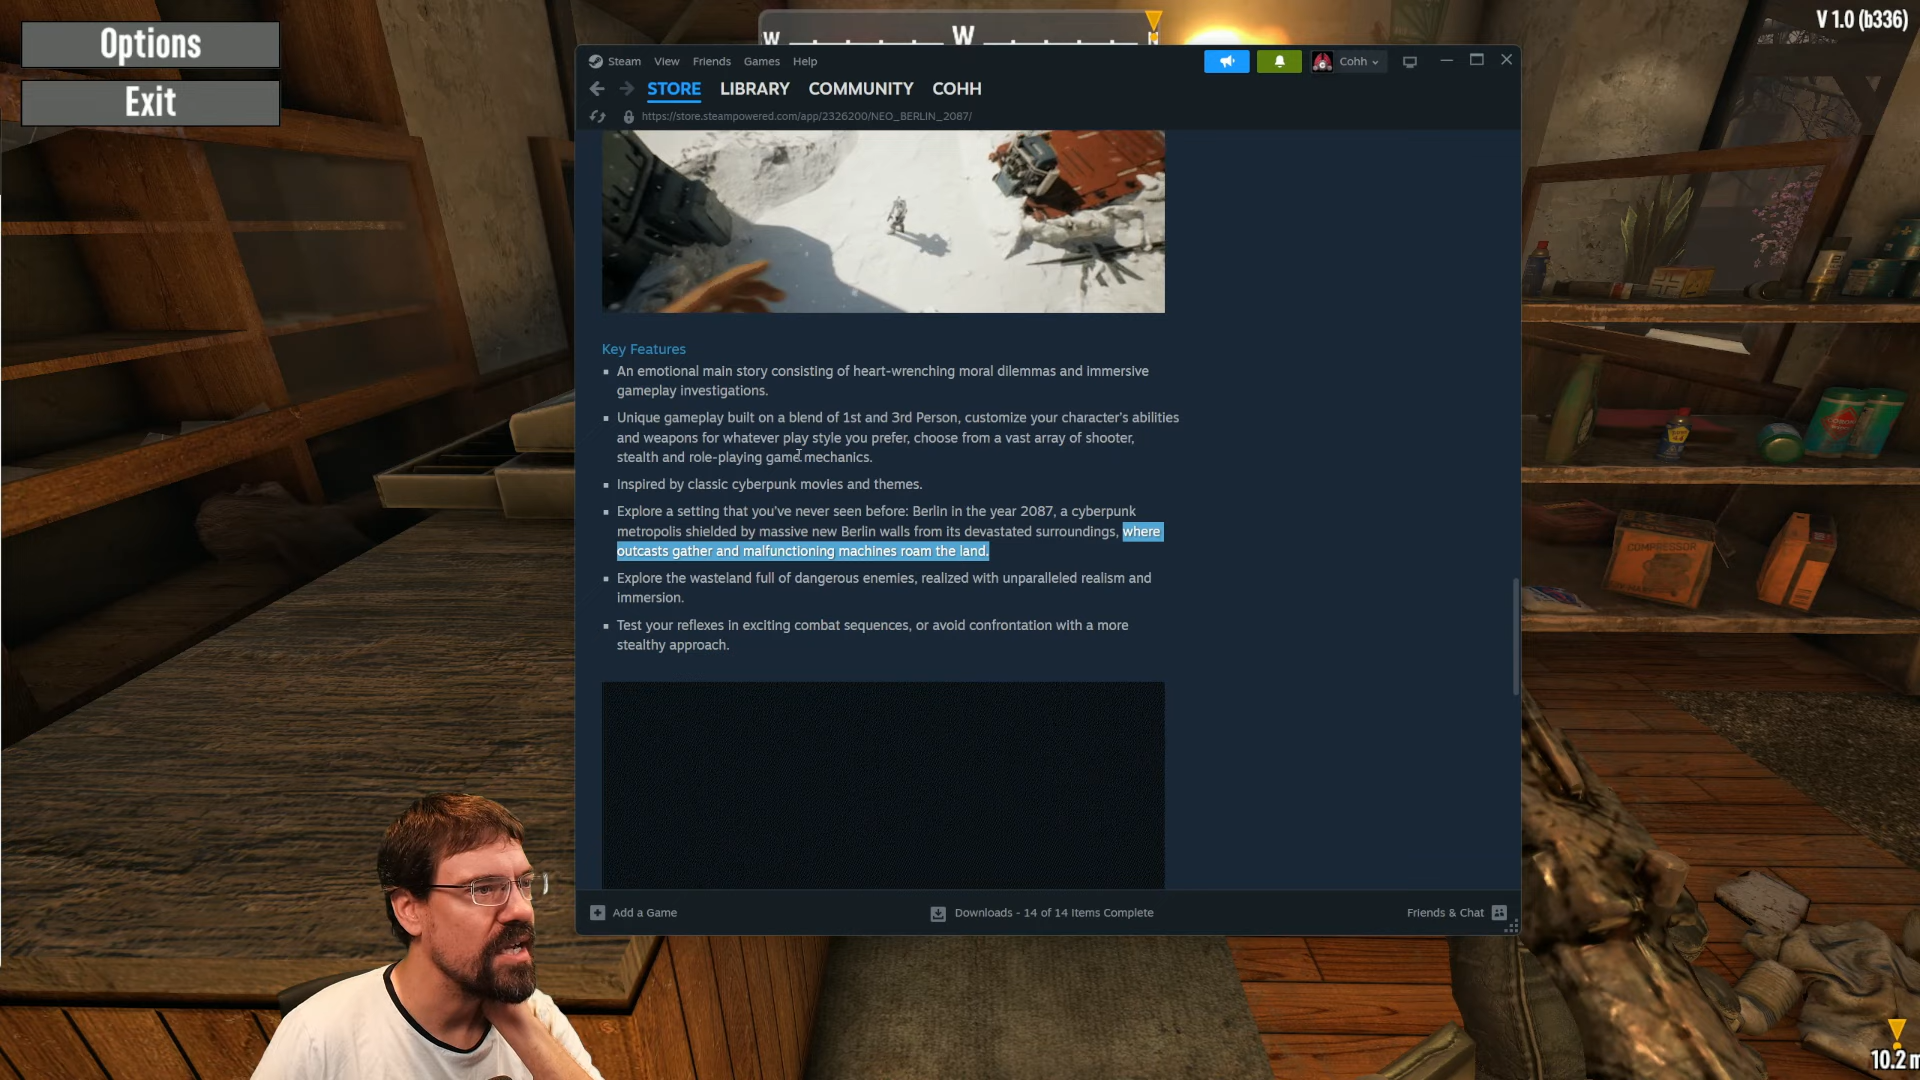 Options
Exit
W
W
N
V 1.0 (b336)
Steam View Friends Games Help
Cohh
STORE LIBRARY COMMUNITY COHH
https://store.steampowered.com/app/2326200/NEO_BERLIN_2087/
Key Features
An emotional main story consisting of heart-wrenching moral dilemmas and immersive
gameplay investigations.
Unique gameplay built on a blend of 1st and 3rd Person, customize your character's abilities
and weapons for whatever play style you prefer, choose from a vast array of shooter,
stealth and role-playing game mechanics.
Inspired by classic cyberpunk movies and themes.
Explore a setting that you've never seen before: Berlin in the year 2087, a cyberpunk
metropolis shielded by massive new Berlin walls from its devastated surroundings, where
outcasts gather and malfunctioning machines roam the land.
Explore the wasteland full of dangerous enemies, realized with unparalleled realism and
immersion.
Test your reflexes in exciting combat sequences, or avoid confrontation with a more
stealthy approach.
COMPRESSOR
Add a Game
Downloads - 14 of 14 Items Complete
Friends & Chat
10.2 m